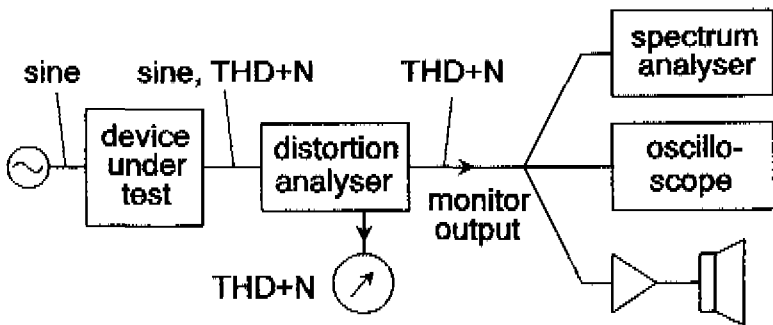 sine
sine, THD+N
THD+N
spectrum
analyser
device
under
test
distortion
analyser
oscillo-
scope
monitor
output
THD+N